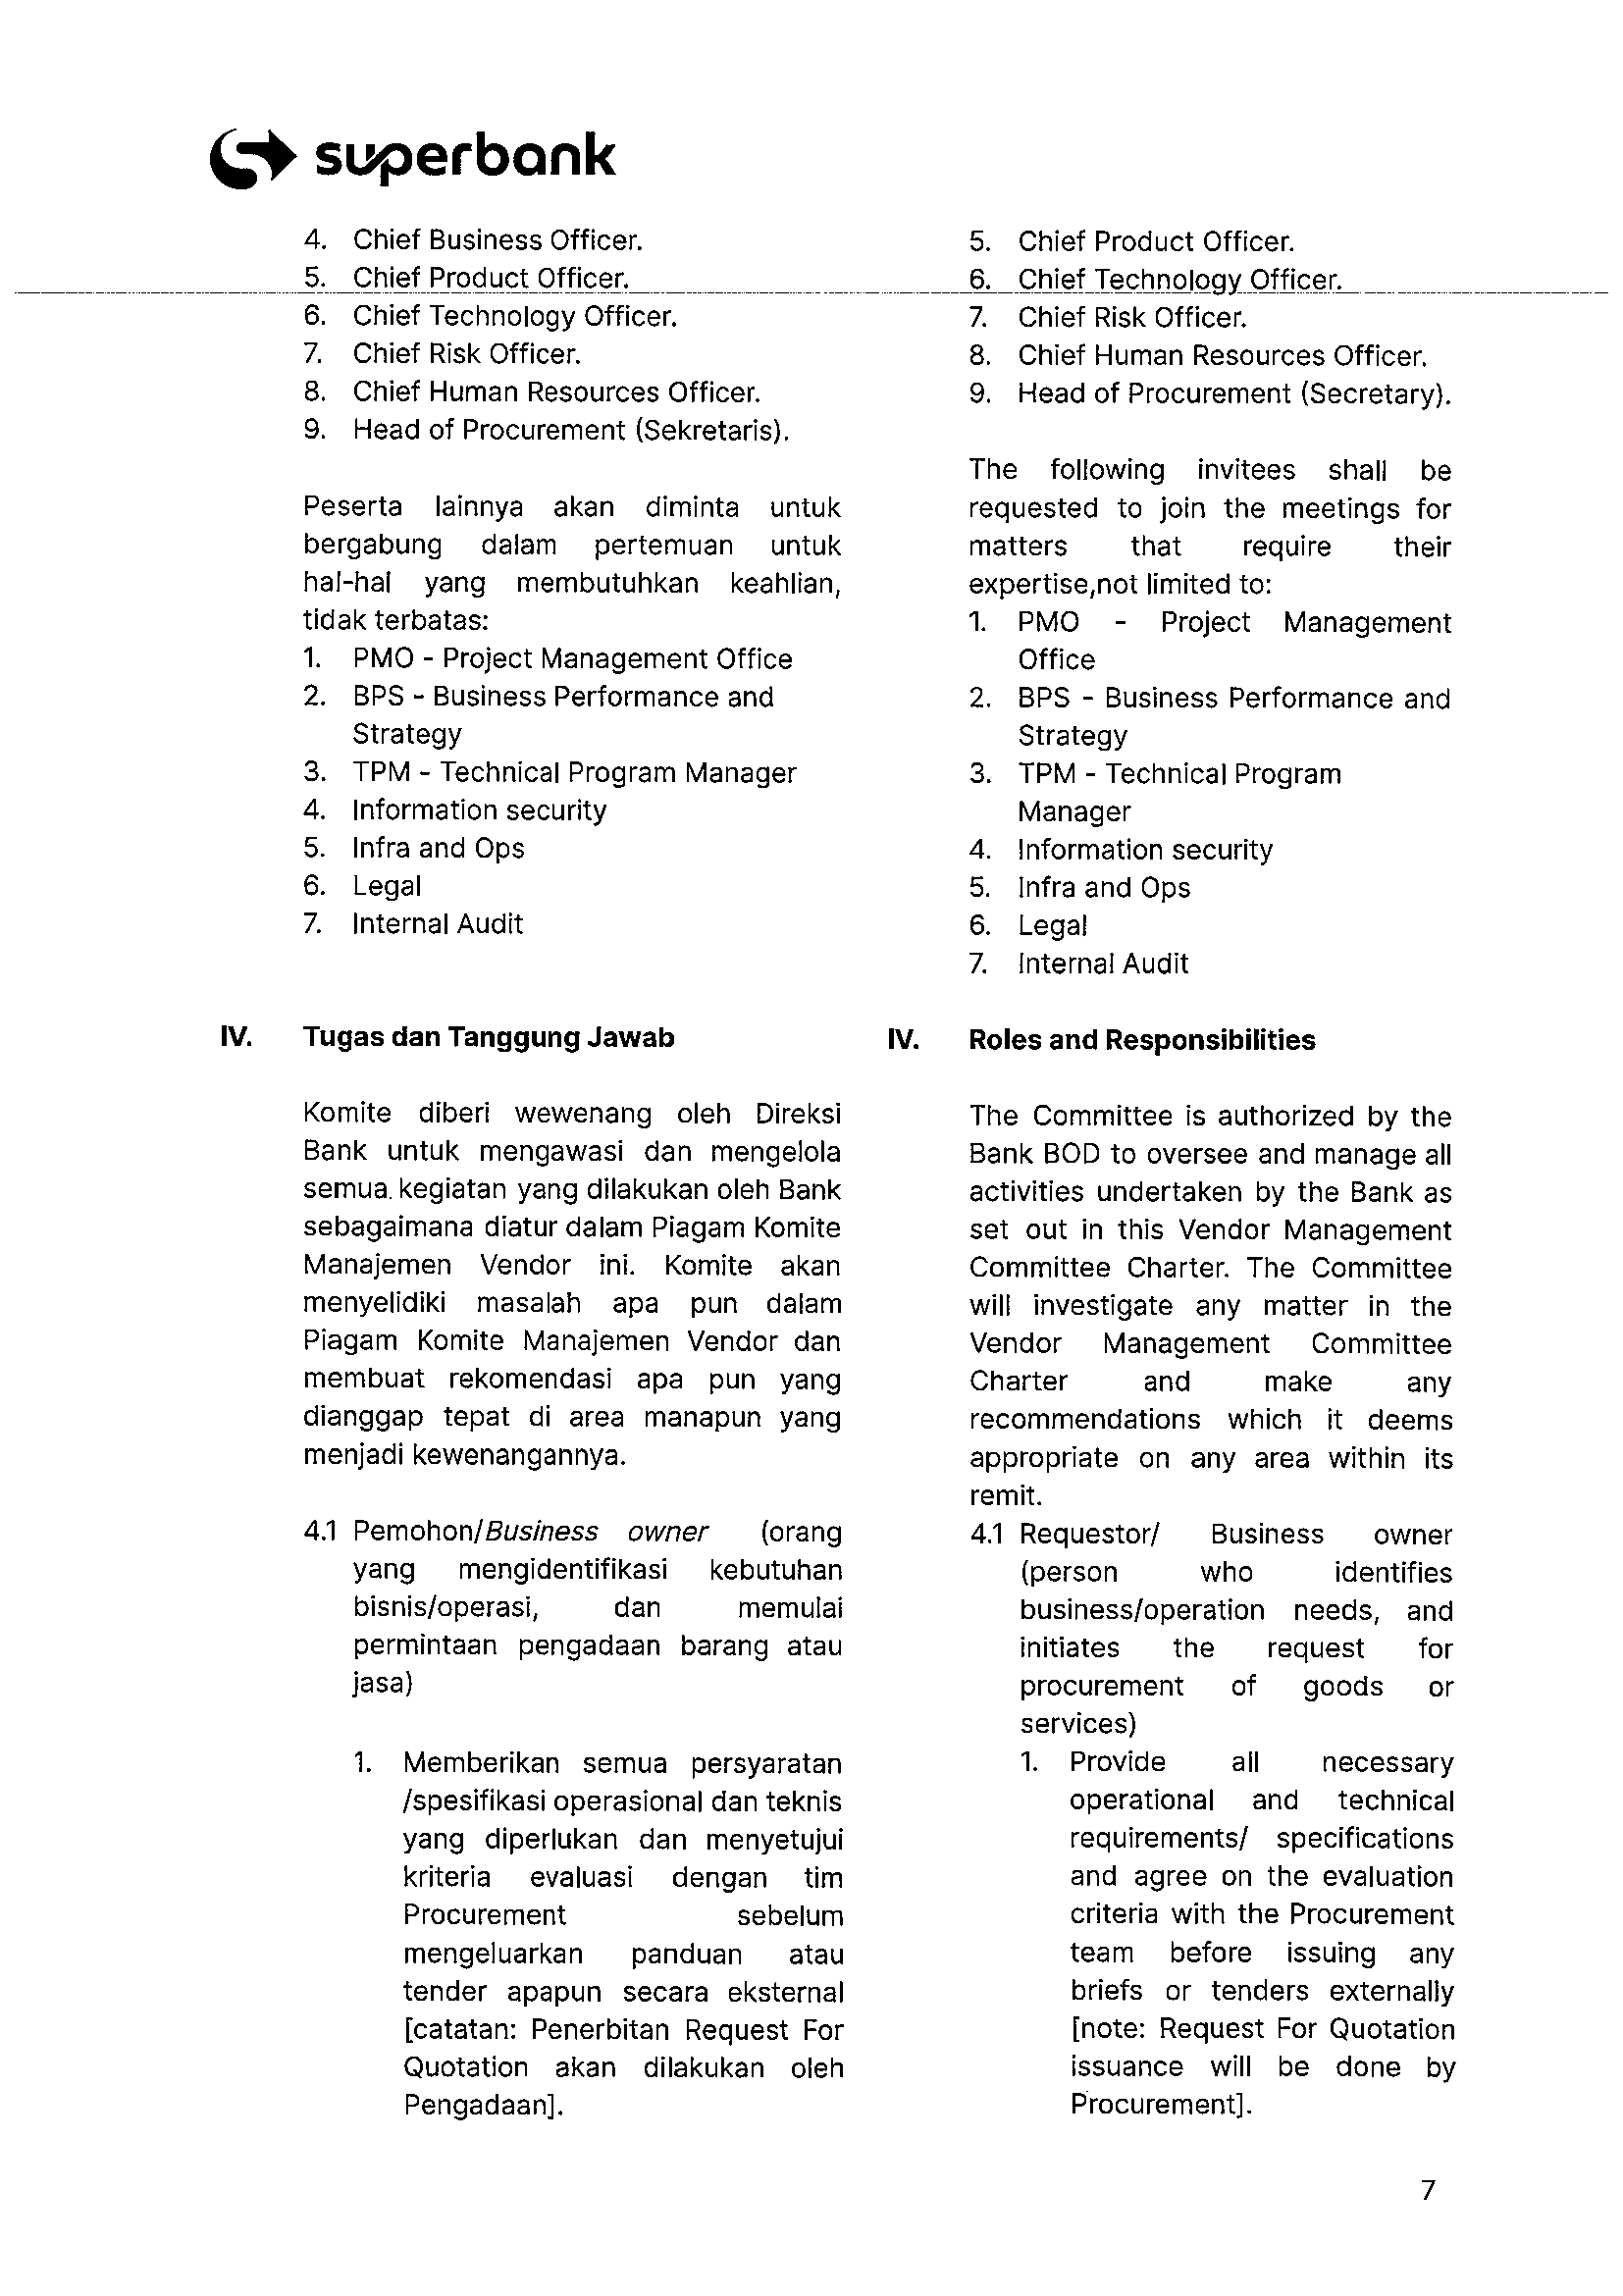 superbank
4. Chief Business Officer.
5. Chief Product Officer.
6. Chief Technology Officer.
7. Chief Risk Officer.
8. Chief Human Resources Officer.
9. Head of Procurement (Sekretaris).
Peserta lainnya akan diminta untuk
bergabung dalam pertemuan untuk
hal-hal yang membutuhkan keahlian,
tidak terbatas:
1. PMO - Project Management Office
2. BPS - Business Performance and
Strategy
3. TPM - Technical Program Manager
4. Information security
5. Infra and Ops
6. Legal
7. Internal Audit
IV. Tugas dan Tanggung Jawab
Komite diberi wewenang oleh Direksi
Bank untuk mengawasi dan mengelola
semua. kegiatan yang dilakukan oleh Bank
sebagaimana diatur dalam Piagam Komite
Manajemen Vendor ini. Komite akan
menyelidiki masalah apa pun dalam
Piagam Komite Manajemen Vendor dan
membuat rekomendasi apa pun yang
dianggap tepat di area manapun yang
menjadi kewenangannya.
4.1 Pemohon/Business owner (orang
yang mengidentifikasi kebutuhan
bisnis/operasi, dan memulai
permintaan pengadaan barang atau
jasa)
1. Memberikan semua persyaratan
/spesifikasi operasional dan teknis
yang diperlukan dan menyetujui
kriteria evaluasi dengan tim
Procurement sebelum
mengeluarkan panduan atau
tender apapun secara eksternal
[catatan: Penerbitan Request For
Quotation akan dilakukan oleh
Pengadaan].
5. Chief Product Officer.
6. Chief Technology Officer.
7. Chief Risk Officer.
8. Chief Human Resources Officer.
9. Head of Procurement (Secretary).
The following invitees shall be
requested to join the meetings for
matters that require their
expertise,not limited to:
1. PMO - Project Management
Office
2. BPS - Business Performance and
Strategy
3. TPM - Technical Program
Manager
4. Information security
5. Infra and Ops
6. Legal
7. Internal Audit
IV. Roles and Responsibilities
The Committee is authorized by the
Bank BOD to oversee and manage all
activities undertaken by the Bank as
set out in this Vendor Management
Committee Charter. The Committee
will investigate any matter in the
Vendor Management Committee
Charter and make any
recommendations which it deems
appropriate on any area within its
remit.
4.1 Requestor/ Business owner
(person who identifies
business/operation needs, and
initiates the request for
procurement of goods or
services)
1. Provide all necessary
operational and technical
requirements/ specifications
and agree on the evaluation
criteria with the Procurement
team before issuing any
briefs or tenders externally
[note: Request For Quotation
issuance will be done by
Procurement].
7